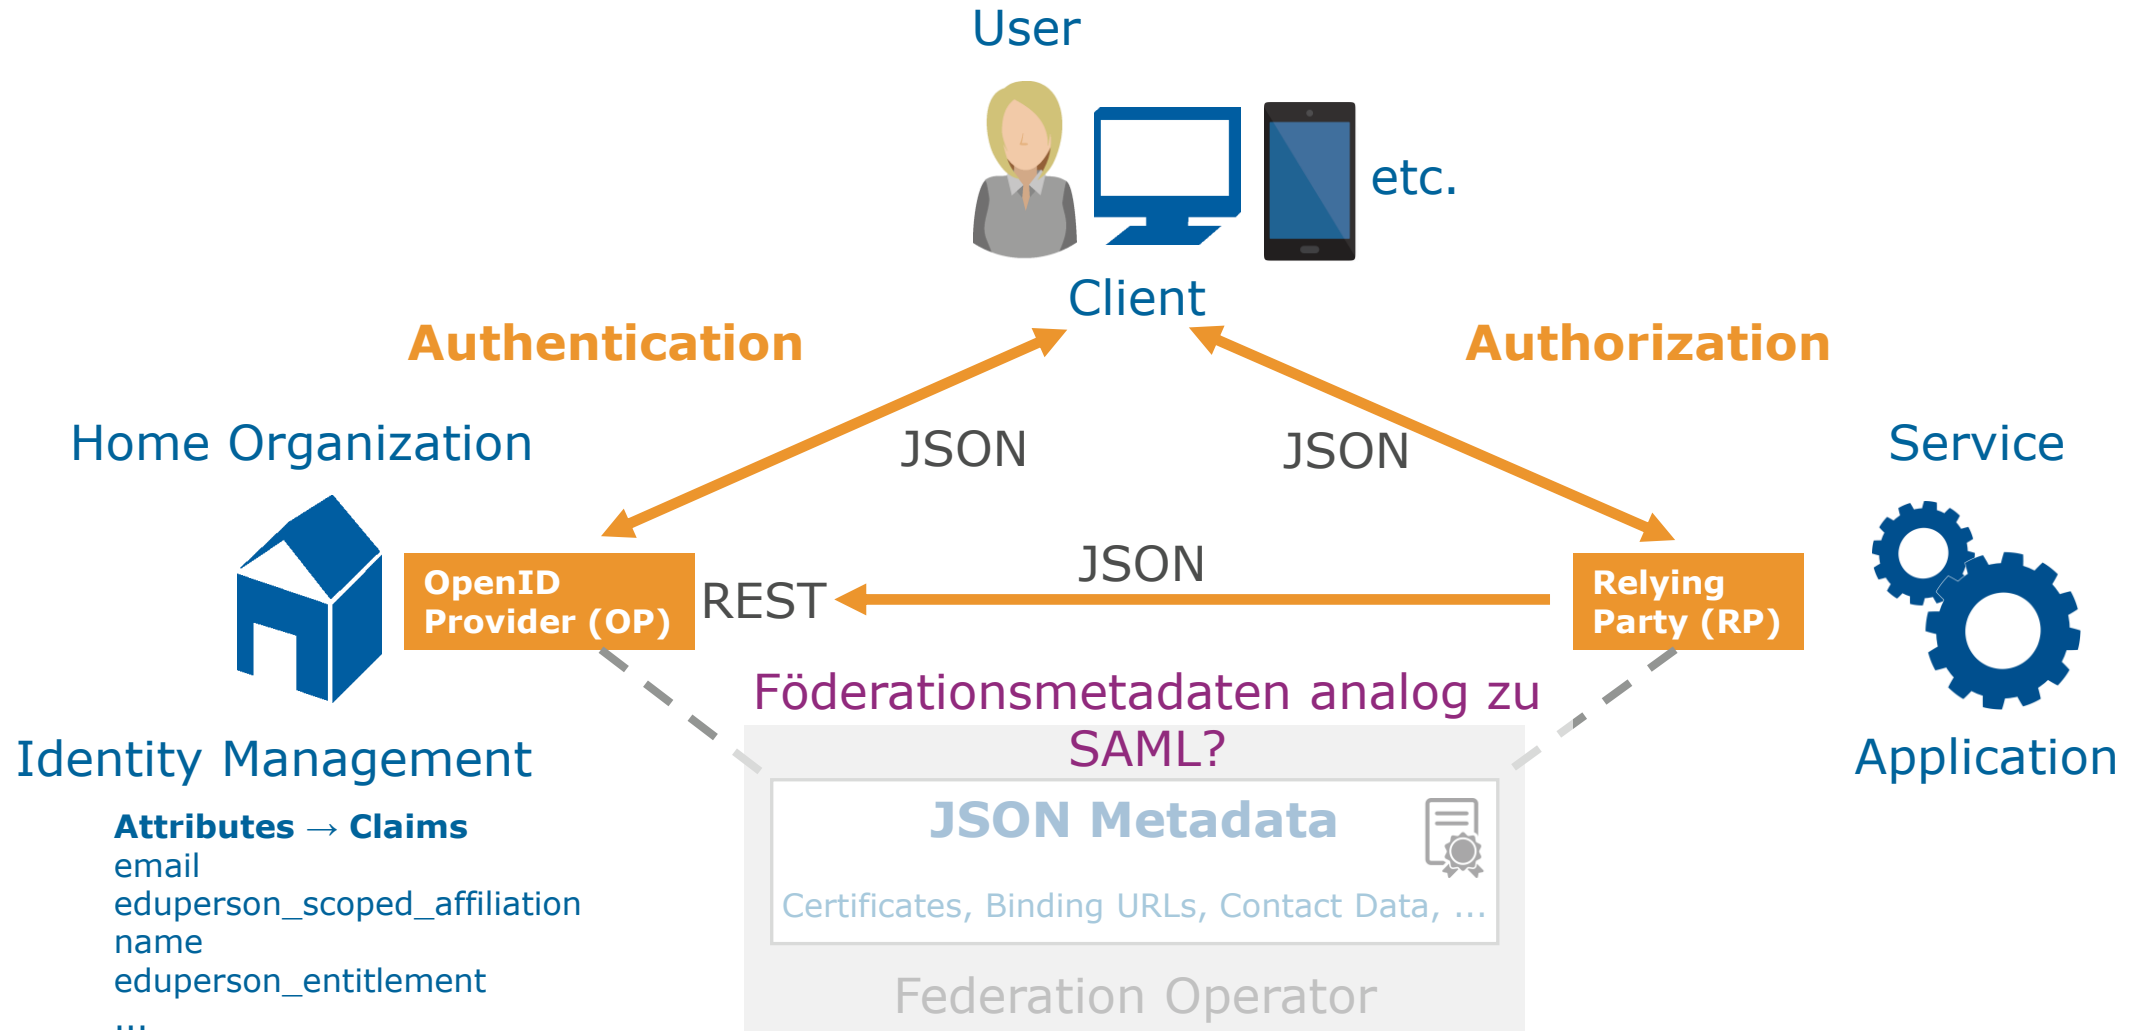 User
etc.
Client
Authentication
Authorization
Home Organization
JSON
JSON
Service
OpenID
Provider (OP)
REST
JSON
Relying
Party (RP)
Föderationsmetadaten analog zu
SAML?
Identity Management
Application
JSON Metadata
Certificates, Binding URLs, Contact Data, ...
Federation Operator
Attributes → Claims
email
eduperson_scoped_affiliation
name
eduperson_entitlement
...